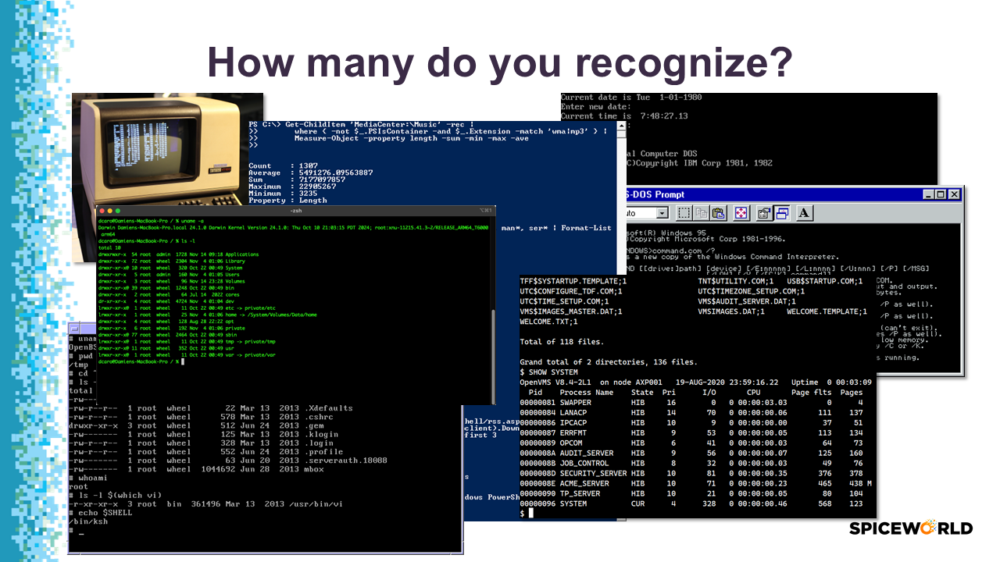 How many do you recognize?
PS C:\> Get-ChildItem 'MediaCenter:\Music' -rec |
>> where { -not $_.PSIsContainer -and $_.Extension -match 'wma|mp3' } |
>> Measure-Object -property length -sum -min -max -ave
>>
Count : 1307
Average : 5491276.09563887
Sum : 7177097857
Maximum : 22905267
Minimum : 3235
Property : Length
man*, ser* | Format-List
hell/rss.asp
client).Down
first 3
s
dows PowerSh
Current date is Tue 1-01-1980
Enter new date:
Current time is 7:48:27.13
:
al Computer DOS
C)Copyright IBM Corp 1981, 1982
S-DOS Prompt
uto
A
soft(R) Windows 95
Copyright Microsoft Corp 1981-1996.
NDOWS>command.com /?
s a new copy of the Windows Command Interpreter.
ND [[drive:]path] [device] [/E:nnnn] [/L:nnnn] [/U:nnn] [/P] [/MSG]
COM.
ut and output.
bytes.
/P as well).
/P as well).
(can't exit).
es /P as well).
low memory.
/C or /K.
s running.
-zsh
⌥⌘1
dcaro@Damiens-MacBook-Pro / % uname -a
Darwin Damiens-MacBook-Pro.local 24.1.0 Darwin Kernel Version 24.1.0: Thu Oct 10 21:03:15 PDT 2024; root:xnu-11215.41.3~2/RELEASE_ARM64_T6000
arm64
dcaro@Damiens-MacBook-Pro / % ls -l
total 10
drwxrwxr-x 54 root admin 1728 Nov 14 09:18 Applications
drwxr-xr-x 72 root wheel 2304 Nov 4 01:06 Library
drwxr-xr-x@ 10 root wheel 320 Oct 22 00:49 System
drwxr-xr-x 5 root admin 160 Nov 4 01:05 Users
drwxr-xr-x 3 root wheel 96 Nov 14 23:28 Volumes
drwxr-xr-x@ 39 root wheel 1248 Oct 22 00:49 bin
drwxr-xr-x 2 root wheel 64 Jul 14 2022 cores
dr-xr-xr-x 4 root wheel 4724 Nov 4 01:04 dev
lrwxr-xr-x@ 1 root wheel 11 Oct 22 00:49 etc -> private/etc
lrwxr-xr-x 1 root wheel 25 Nov 4 01:06 home -> /System/Volumes/Data/home
drwxr-xr-x 4 root wheel 128 Aug 28 22:22 opt
drwxr-xr-x 6 root wheel 192 Nov 4 01:06 private
drwxr-xr-x@ 77 root wheel 2464 Oct 22 00:49 sbin
lrwxr-xr-x@ 1 root wheel 11 Oct 22 00:49 tmp -> private/tmp
drwxr-xr-x@ 11 root wheel 352 Oct 22 00:49 usr
lrwxr-xr-x@ 1 root wheel 11 Oct 22 00:49 var -> private/var
dcaro@Damiens-MacBook-Pro / %
# unam
OpenBS
# pwd
/tmp
# cd
# ls -
total
-rw---
-rw-r--r-- 1 root wheel 22 Mar 13 2013 .Xdefaults
-rw-r--r-- 1 root wheel 578 Mar 13 2013 .cshrc
drwxr-xr-x 3 root wheel 512 Jun 24 2013 .gem
-rw------- 1 root wheel 125 Mar 13 2013 .klogin
-rw-r--r-- 1 root wheel 328 Mar 13 2013 .login
-rw-r--r-- 1 root wheel 552 Jun 24 2013 .profile
-rw------- 1 root wheel 63 Jun 20 2013 .serverauth.18088
-rw------- 1 root wheel 1044692 Jun 28 2013 mbox
# whoami
root
# ls -l $(which vi)
-r-xr-xr-x 3 root bin 361496 Mar 13 2013 /usr/bin/vi
# echo $SHELL
/bin/ksh
# _
TFF$SYSTARTUP.TEMPLATE;1 TNT$UTILITY.COM;1 USB$STARTUP.COM;1
UTC$CONFIGURE_TDF.COM;1 UTC$TIMEZONE_SETUP.COM;1
UTC$TIME_SETUP.COM;1 VMS$AUDIT_SERVER.DAT;1
VMS$IMAGES_MASTER.DAT;1 VMSIMAGES.DAT;1 WELCOME.TEMPLATE;1
WELCOME.TXT;1
Total of 118 files.
Grand total of 2 directories, 136 files.
$ SHOW SYSTEM
OpenVMS V8.4-2L1 on node AXP001 19-AUG-2020 23:59:16.22 Uptime 0 00:03:09
Pid Process Name State Pri I/O CPU Page flts Pages
00000081 SWAPPER HIB 16 0 0 00:00:03.03 0 4
00000084 LANACP HIB 14 70 0 00:00:00.06 111 137
00000086 IPCACP HIB 10 9 0 00:00:00.00 37 51
00000087 ERRFMT HIB 9 53 0 00:00:00.05 113 134
00000089 OPCOM HIB 6 41 0 00:00:00.03 64 73
0000008A AUDIT_SERVER HIB 9 56 0 00:00:00.07 125 160
0000008B JOB_CONTROL HIB 8 32 0 00:00:00.03 49 76
0000008D SECURITY_SERVER HIB 10 81 0 00:00:00.35 376 378
0000008E ACME_SERVER HIB 10 71 0 00:00:00.23 465 438 M
00000090 TP_SERVER HIB 10 21 0 00:00:00.05 80 104
00000096 SYSTEM CUR 4 328 0 00:00:00.46 568 123
$
SPICEWORLD